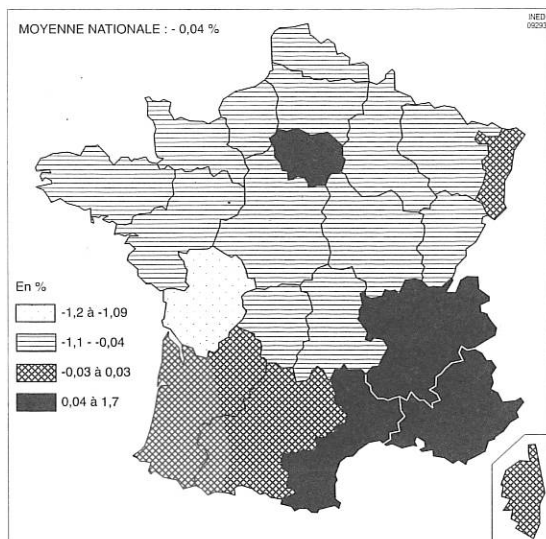 MOYENNE NATIONALE : - 0,04 %
INED
09293
En %
-1,2 à -1,09
-1,1 - -0,04
-0,03 à 0,03
0,04 à 1,7